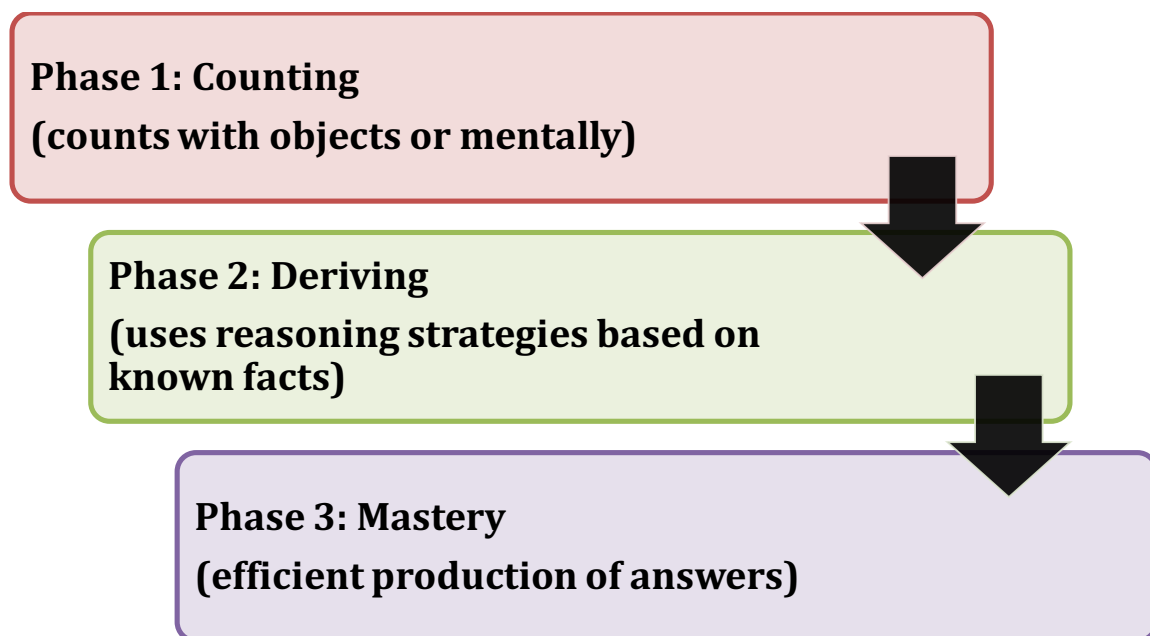 Phase 1: Counting
(counts with objects or mentally)
Phase 2: Deriving
(uses reasoning strategies based on
known facts)
Phase 3: Mastery
(efficient production of answers)